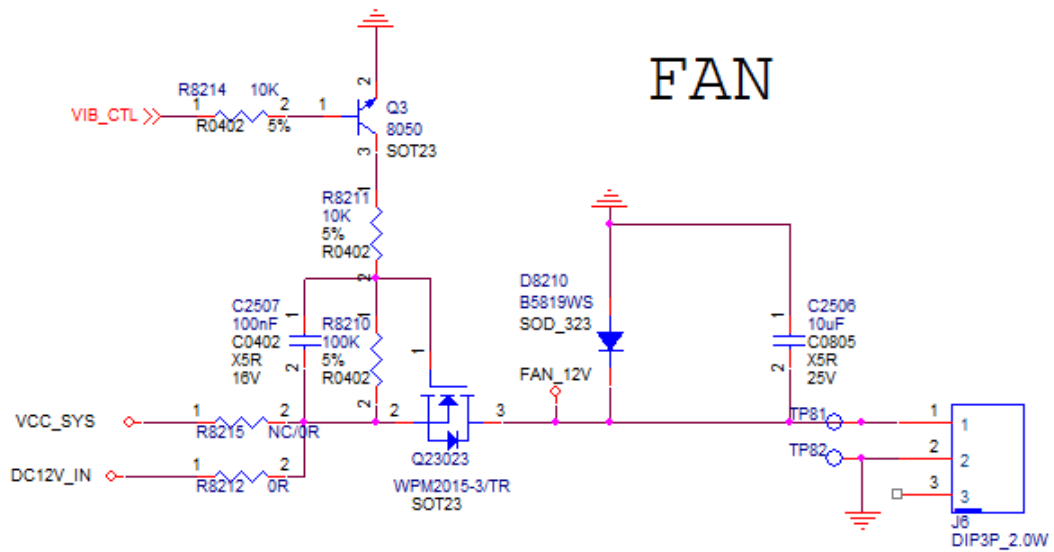 FAN
R8214 10K
VIB_CTL
1 2 1
R0402 5%
2
Q3
8050
SOT23
3
1
R8211
10K
5%
R0402
2
C2507
100nF
C0402
X5R
16V
1
2
1
R8210
100K
5%
R0402
2
1
D8210
B5819WS
SOD_323
C2506
10uF
C0805
X5R
25V
1
2
FAN_12V
VCC_SYS
1 2
R8215 NC/0R
2 3
DC12V_IN
1 2
R8212 0R
Q23023
WPM2015-3/TR
SOT23
TP81
TP82
1 1
2 2
3 3
J6
DIP3P_2.0W